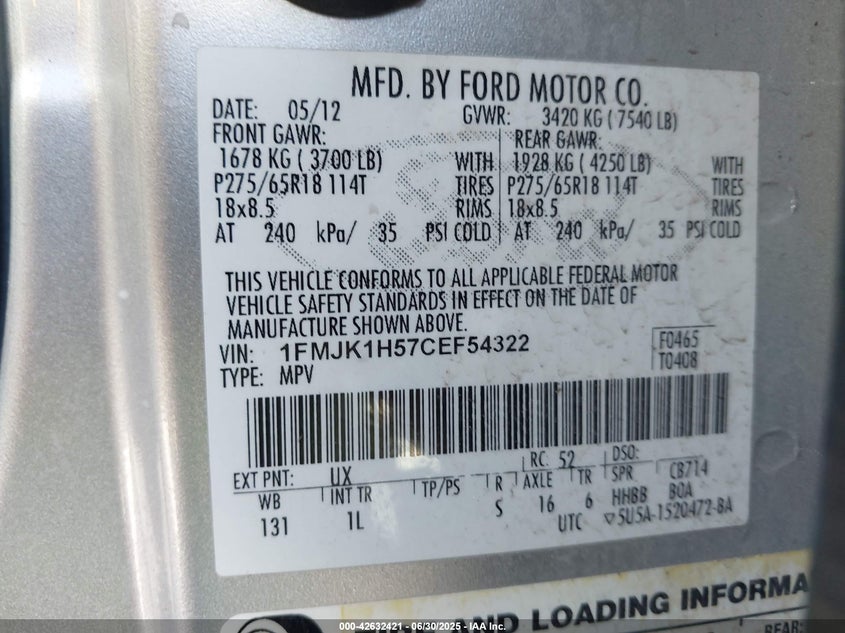 MFD. BY FORD MOTOR CO.
DATE: 05/12 GVWR: 3420 KG ( 7540 LB)
FRONT GAWR: REAR GAWR:
1678 KG ( 3700 LB) WITH 1928 KG ( 4250 LB) WITH
P275/65R18 114T TIRES P275/65R18 114T TIRES
18x8.5 RIMS 18x8.5 RIMS
AT 240 kPa/ 35 PSI COLD AT 240 kPa/ 35 PSI COLD
THIS VEHICLE CONFORMS TO ALL APPLICABLE FEDERAL MOTOR
VEHICLE SAFETY STANDARDS IN EFFECT ON THE DATE OF
MANUFACTURE SHOWN ABOVE.
VIN: 1FMJK1H57CEF54322 F0465
TYPE: MPV T0408
EXT PNT: UX RC: 52 DSO:
WB INT TR TP/PS R AXLE TR SPR CB714
131 1L S 16 6 HHBB BOA
UTC ▽5U5A-1520472-BA
AND LOADING INFORMA
REAR:
000-42632421 - 06/30/2025 - IAA Inc.